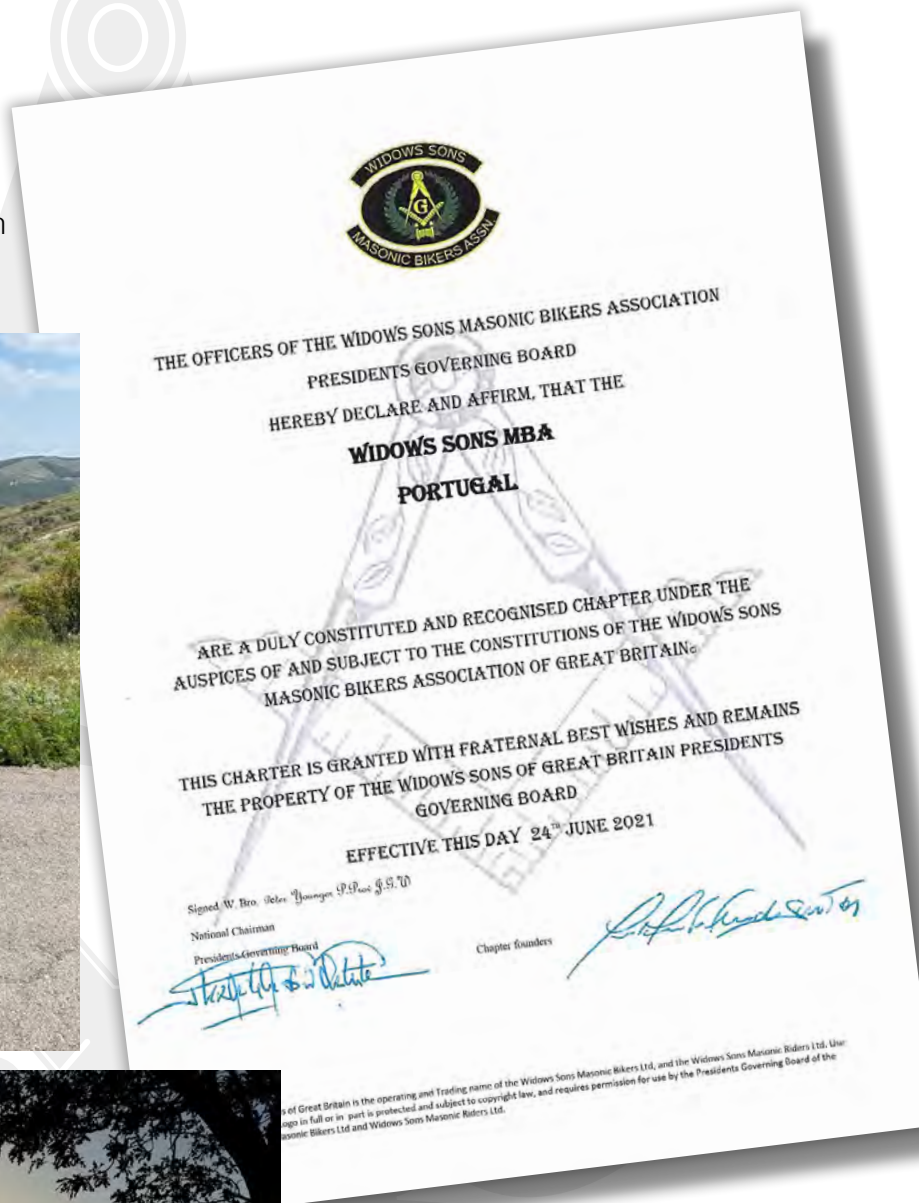 n
WIDOWS SONS
G
MASONIC BIKERS ASSN.
THE OFFICERS OF THE WIDOWS SONS MASONIC BIKERS ASSOCIATION
PRESIDENTS GOVERNING BOARD
HEREBY DECLARE AND AFFIRM, THAT THE
WIDOWS SONS MBA
PORTUGAL
ARE A DULY CONSTITUTED AND RECOGNISED CHAPTER UNDER THE
AUSPICES OF AND SUBJECT TO THE CONSTITUTIONS OF THE WIDOWS SONS
MASONIC BIKERS ASSOCIATION OF GREAT BRITAIN.
THIS CHARTER IS GRANTED WITH FRATERNAL BEST WISHES AND REMAINS
THE PROPERTY OF THE WIDOWS SONS OF GREAT BRITAIN PRESIDENTS
GOVERNING BOARD
EFFECTIVE THIS DAY 24TH JUNE 2021
Signed W. Bro. Peter Younger P.Prov J.G.W
National Chairman
Presidents Governing Board
Chapter founders
s of Great Britain is the operating and Trading name of the Widows Sons Masonic Bikers Ltd, and the Widows Sons Masonic Riders Ltd. Use
ogo in full or in part is protected and subject to copyright law, and requires permission for use by the Presidents Governing Board of the
asonic Bikers Ltd and Widows Sons Masonic Riders Ltd.